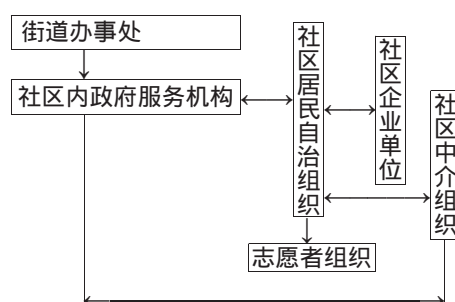 街道办事处
社区内政府服务机构
社区居民自治组织
社区企业单位
社区中介组织
志愿者组织